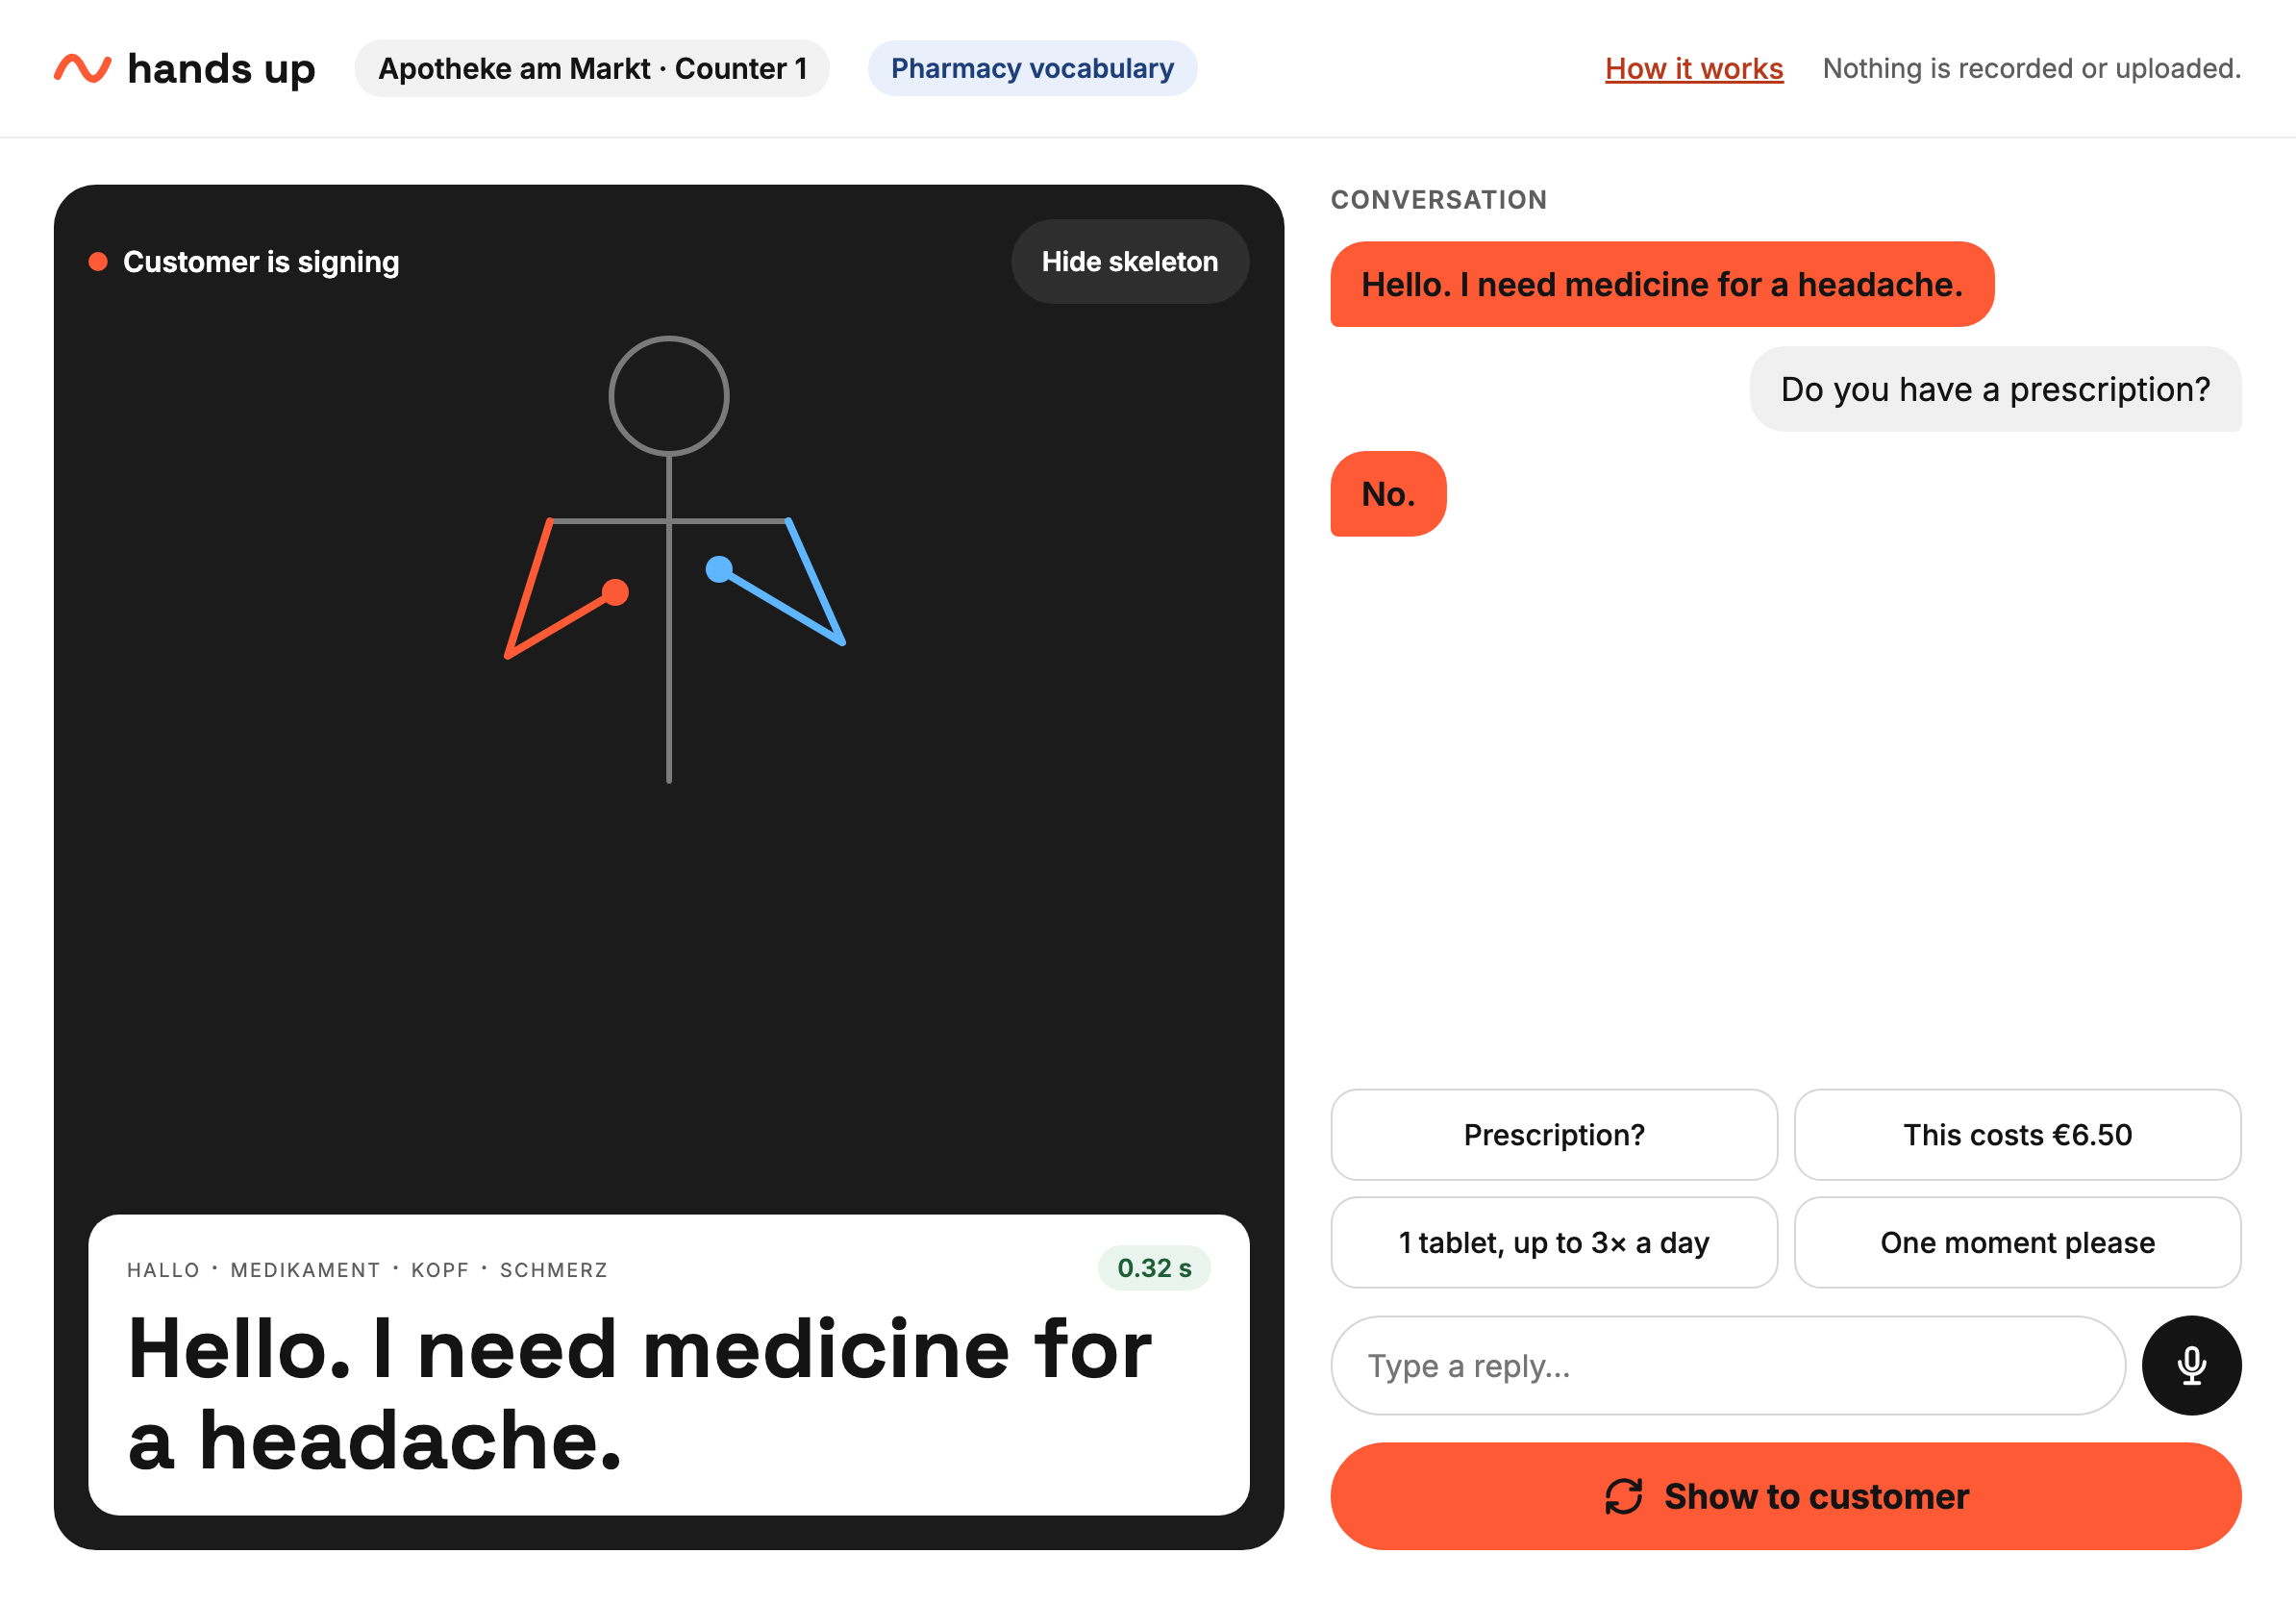 hands up
Apotheke am Markt · Counter 1
Pharmacy vocabulary
How it works
Nothing is recorded or uploaded.
Customer is signing
Hide skeleton
HALLO · MEDIKAMENT · KOPF · SCHMERZ
0.32 s
Hello. I need medicine for
a headache.
CONVERSATION
Hello. I need medicine for a headache.
Do you have a prescription?
No.
Prescription?
This costs €6.50
1 tablet, up to 3× a day
One moment please
Type a reply...
Show to customer